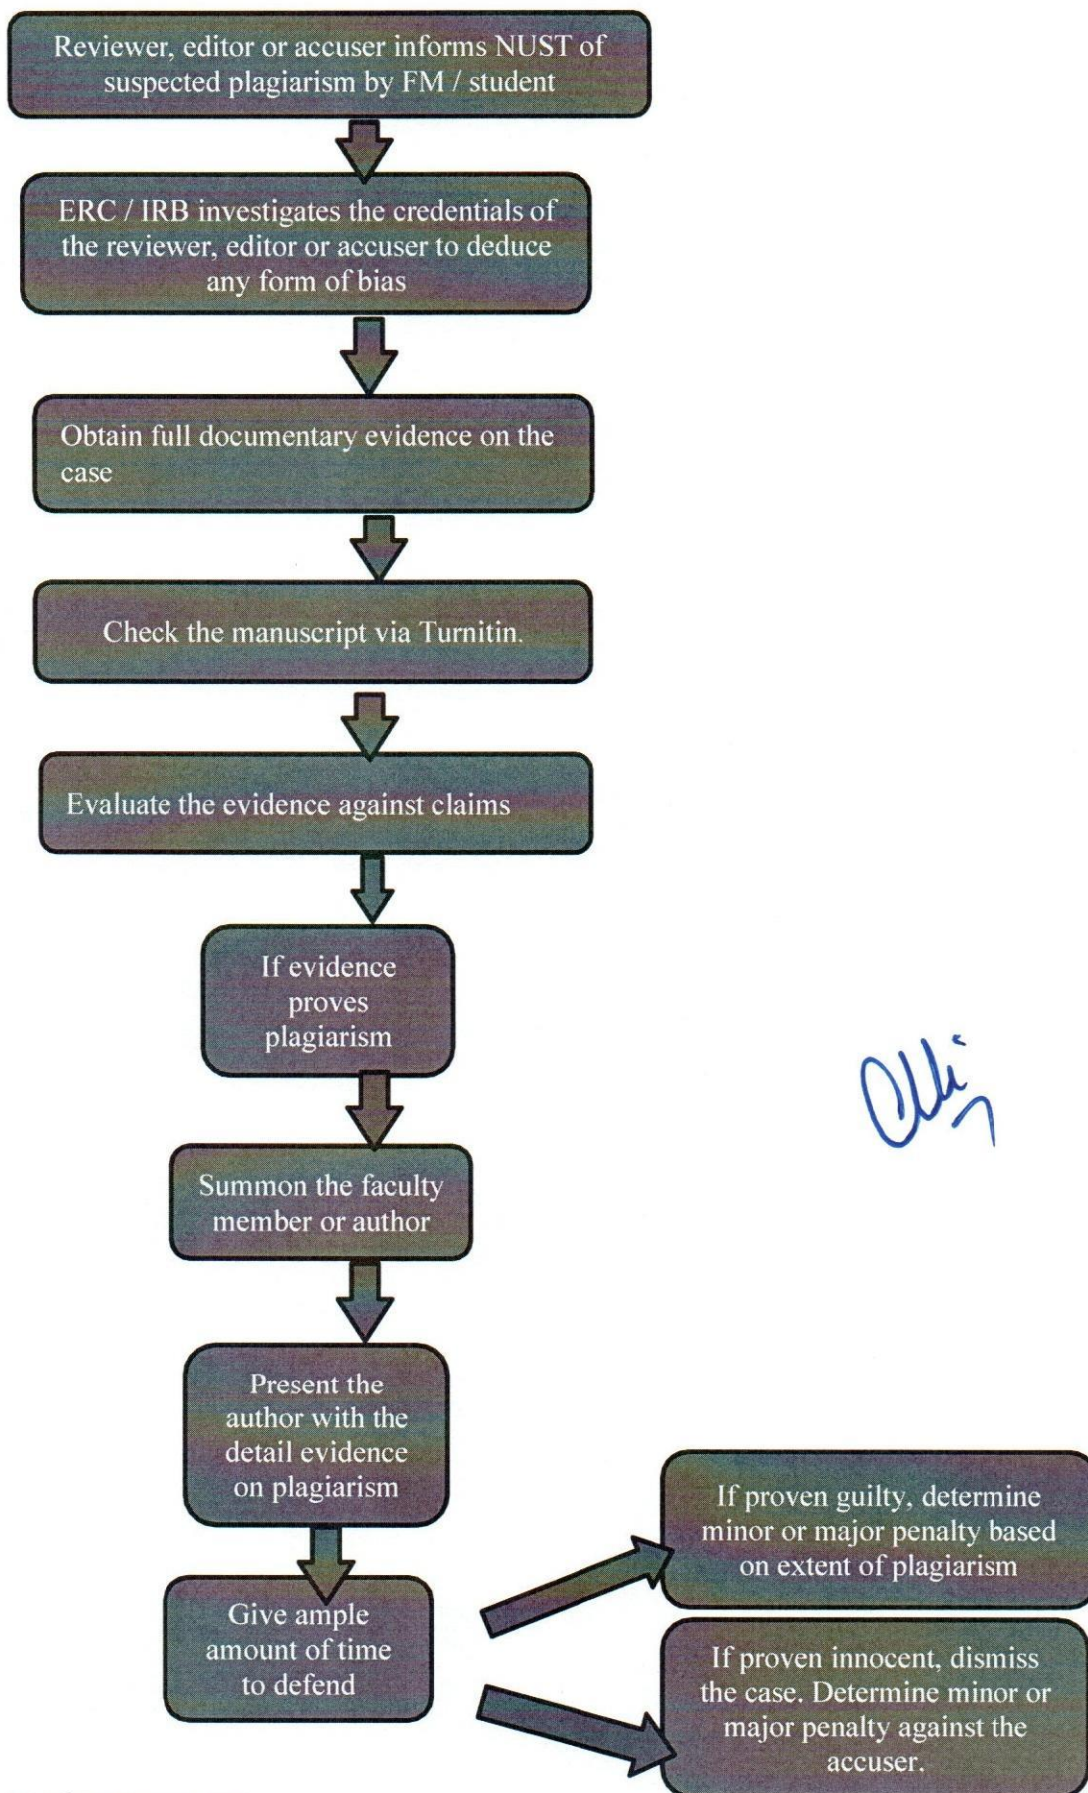 Reviewer, editor or accuser informs NUST of
suspected plagiarism by FM / student
ERC / IRB investigates the credentials of
the reviewer, editor or accuser to deduce
any form of bias
Obtain full documentary evidence on the
case
Check the manuscript via Turnitin.
Evaluate the evidence against claims
If evidence
proves
plagiarism
Summon the faculty
member or author
Present the
author with the
detail evidence
on plagiarism
Give ample
amount of time
to defend
If proven guilty, determine
minor or major penalty based
on extent of plagiarism
If proven innocent, dismiss
the case. Determine minor or
major penalty against the
accuser.